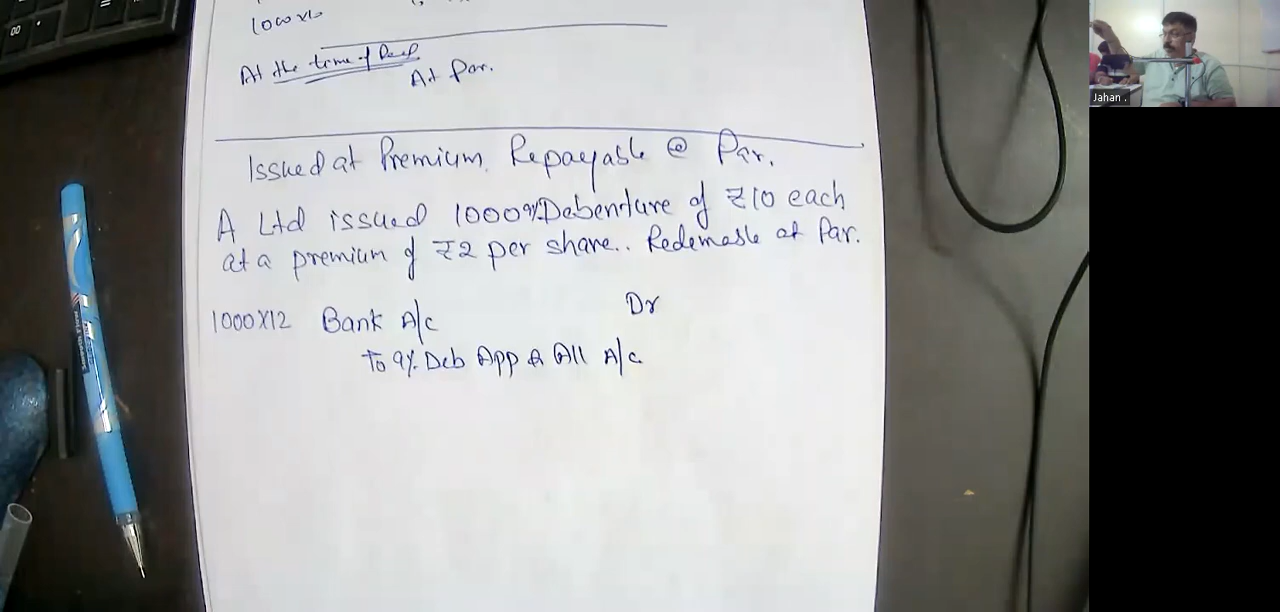 1000 x 10
At the time of Red
At Par.
Issued at Premium. Repayable @ Par.
A Ltd issued 1000 9% Debenture of ₹10 each
at a premium of ₹2 per share.. Redemable at Par.
1000X12 Bank A/c Dr
To 9% Deb App & All A/c
Jahan .